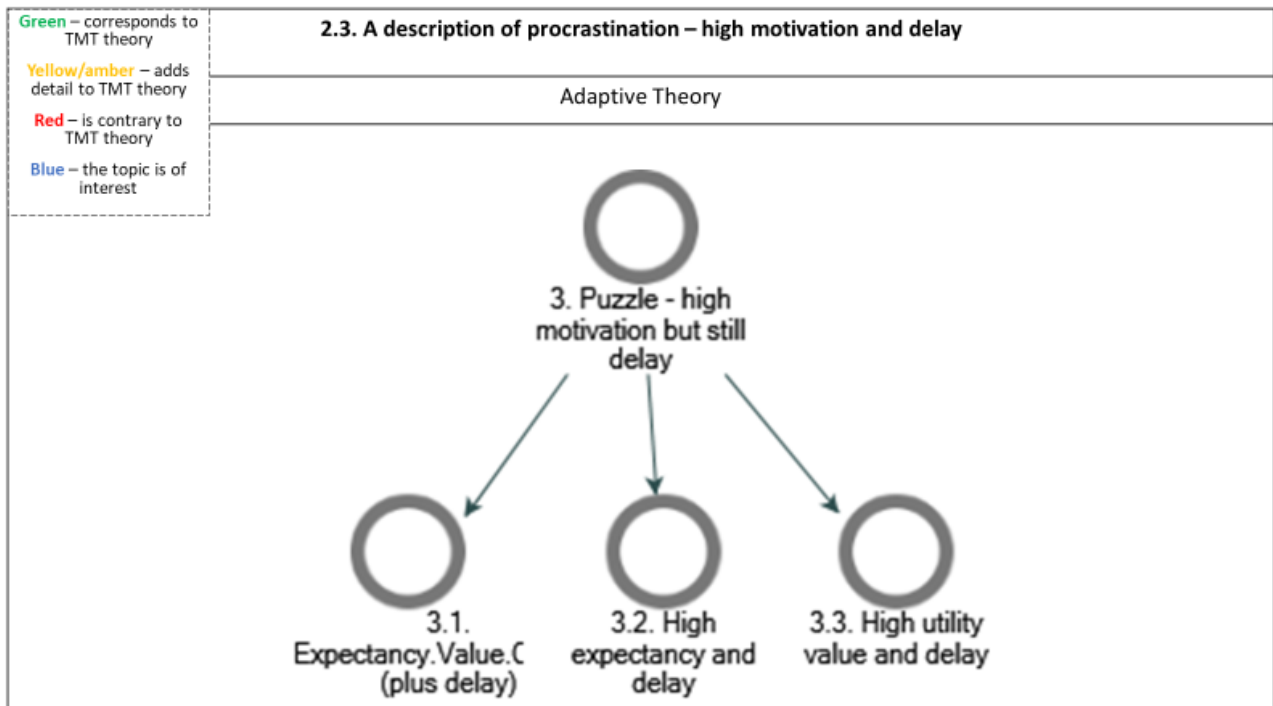 Green – corresponds to
TMT theory
Yellow/amber – adds
detail to TMT theory
Red – is contrary to
TMT theory
Blue – the topic is of
interest
2.3. A description of procrastination – high motivation and delay
Adaptive Theory
3. Puzzle - high
motivation but still
delay
3.1.
Expectancy.Value.C
(plus delay)
3.2. High
expectancy and
delay
3.3. High utility
value and delay